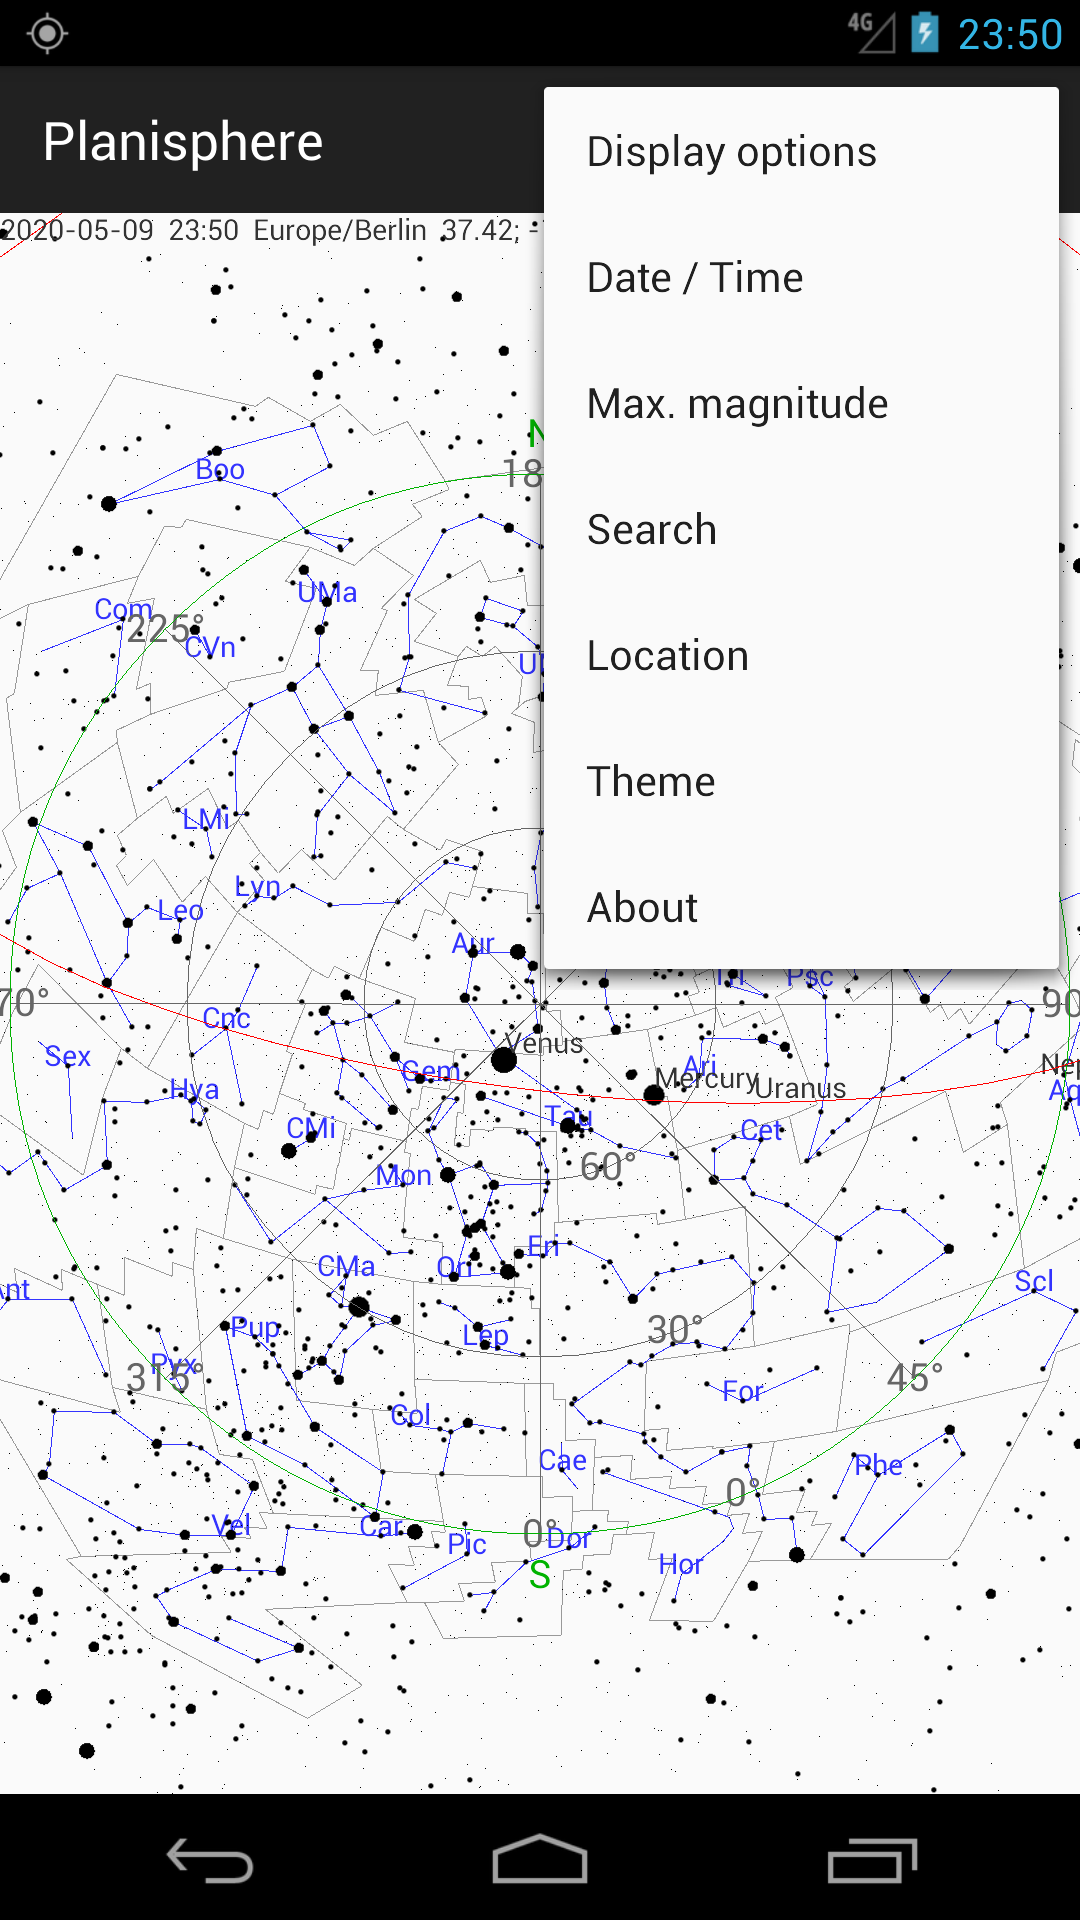 4G 23:50
Planisphere
Display options
Date / Time
Max. magnitude
Search
Location
Theme
About
2020-05-09 23:50 Europe/Berlin 37.42; -
Boo
18
UMa
Com
225°
CVn
LMi
Lyn
Leo
Aur
Psc
70°
90
Cnc
Venus
Sex
Gem
Ari
Nep
Mercury
Uranus
Hya
Aq
Tau
CMi
Cet
60°
Mon
Eri
CMa
Ori
Scl
nt
Pup
Lep
30°
Pyx
315°
45°
For
Col
Cae
Phe
0°
Vel
Car
0°
Pic
Dor
Hor
S